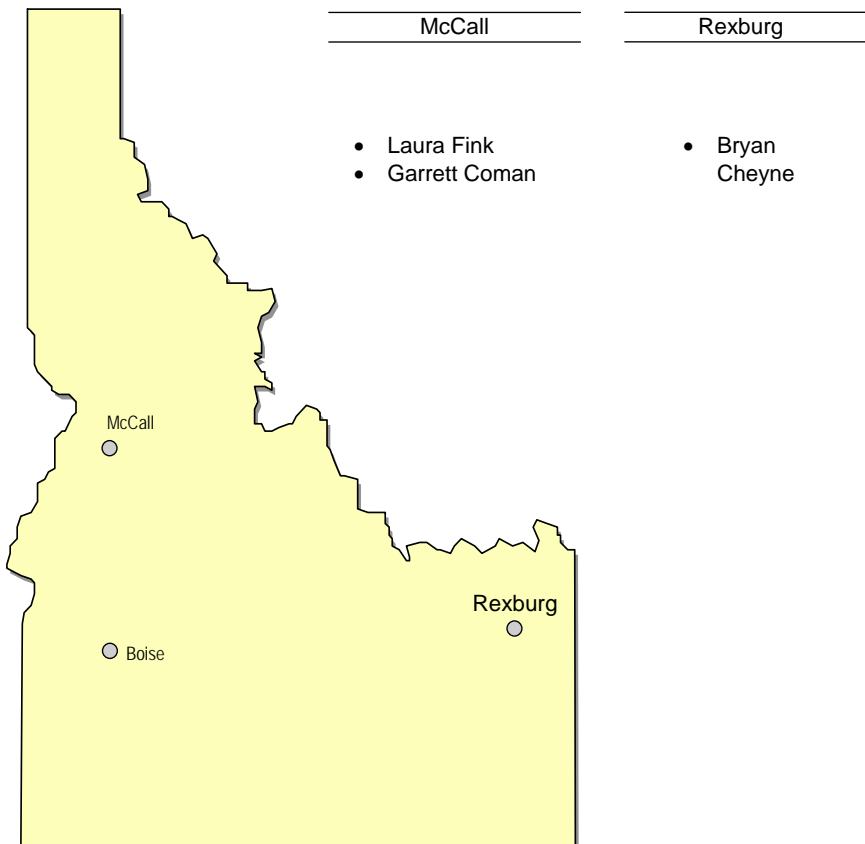 McCall
Rexburg
• Laura Fink
• Garrett Coman
• Bryan
Cheyne
McCall
Rexburg
Boise